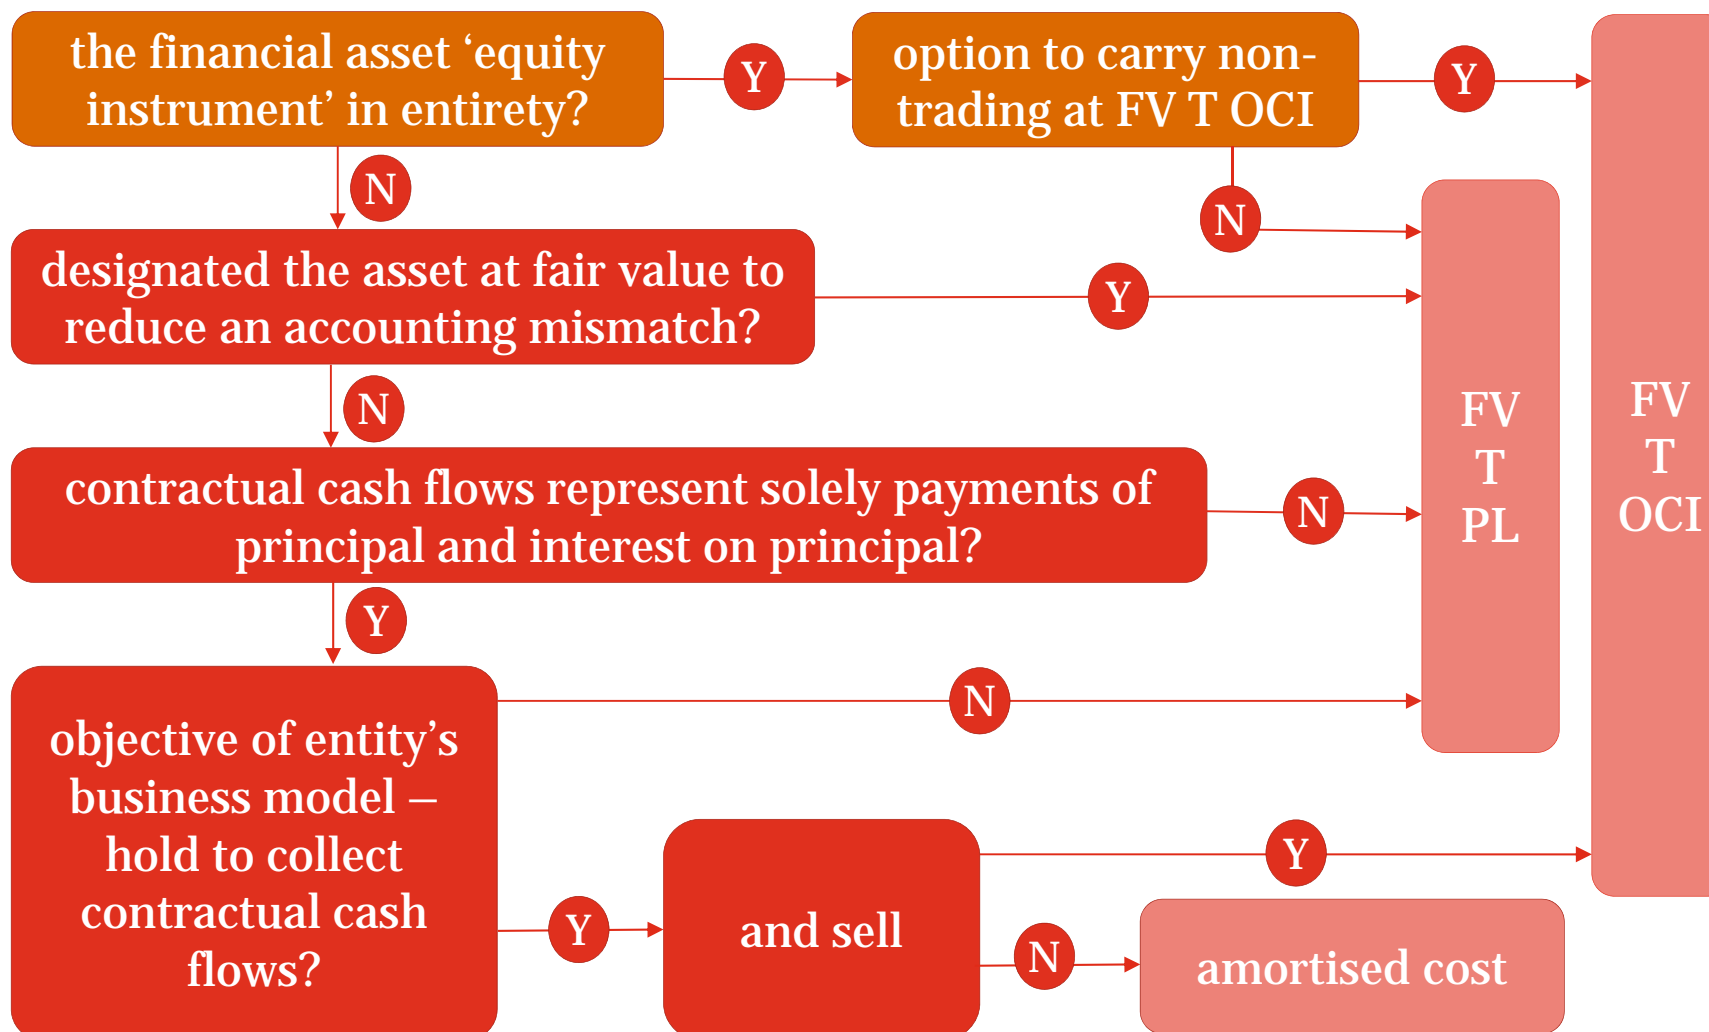 the financial asset ‘equity
instrument’ in entirety?
Y
option to carry non-
trading at FV T OCI
Y
N
N
designated the asset at fair value to
reduce an accounting mismatch?
Y
N
contractual cash flows represent solely payments of
principal and interest on principal?
N
Y
FV
T
PL
FV
T
OCI
objective of entity’s
business model –
hold to collect
contractual cash
flows?
N
Y
and sell
Y
N
amortised cost